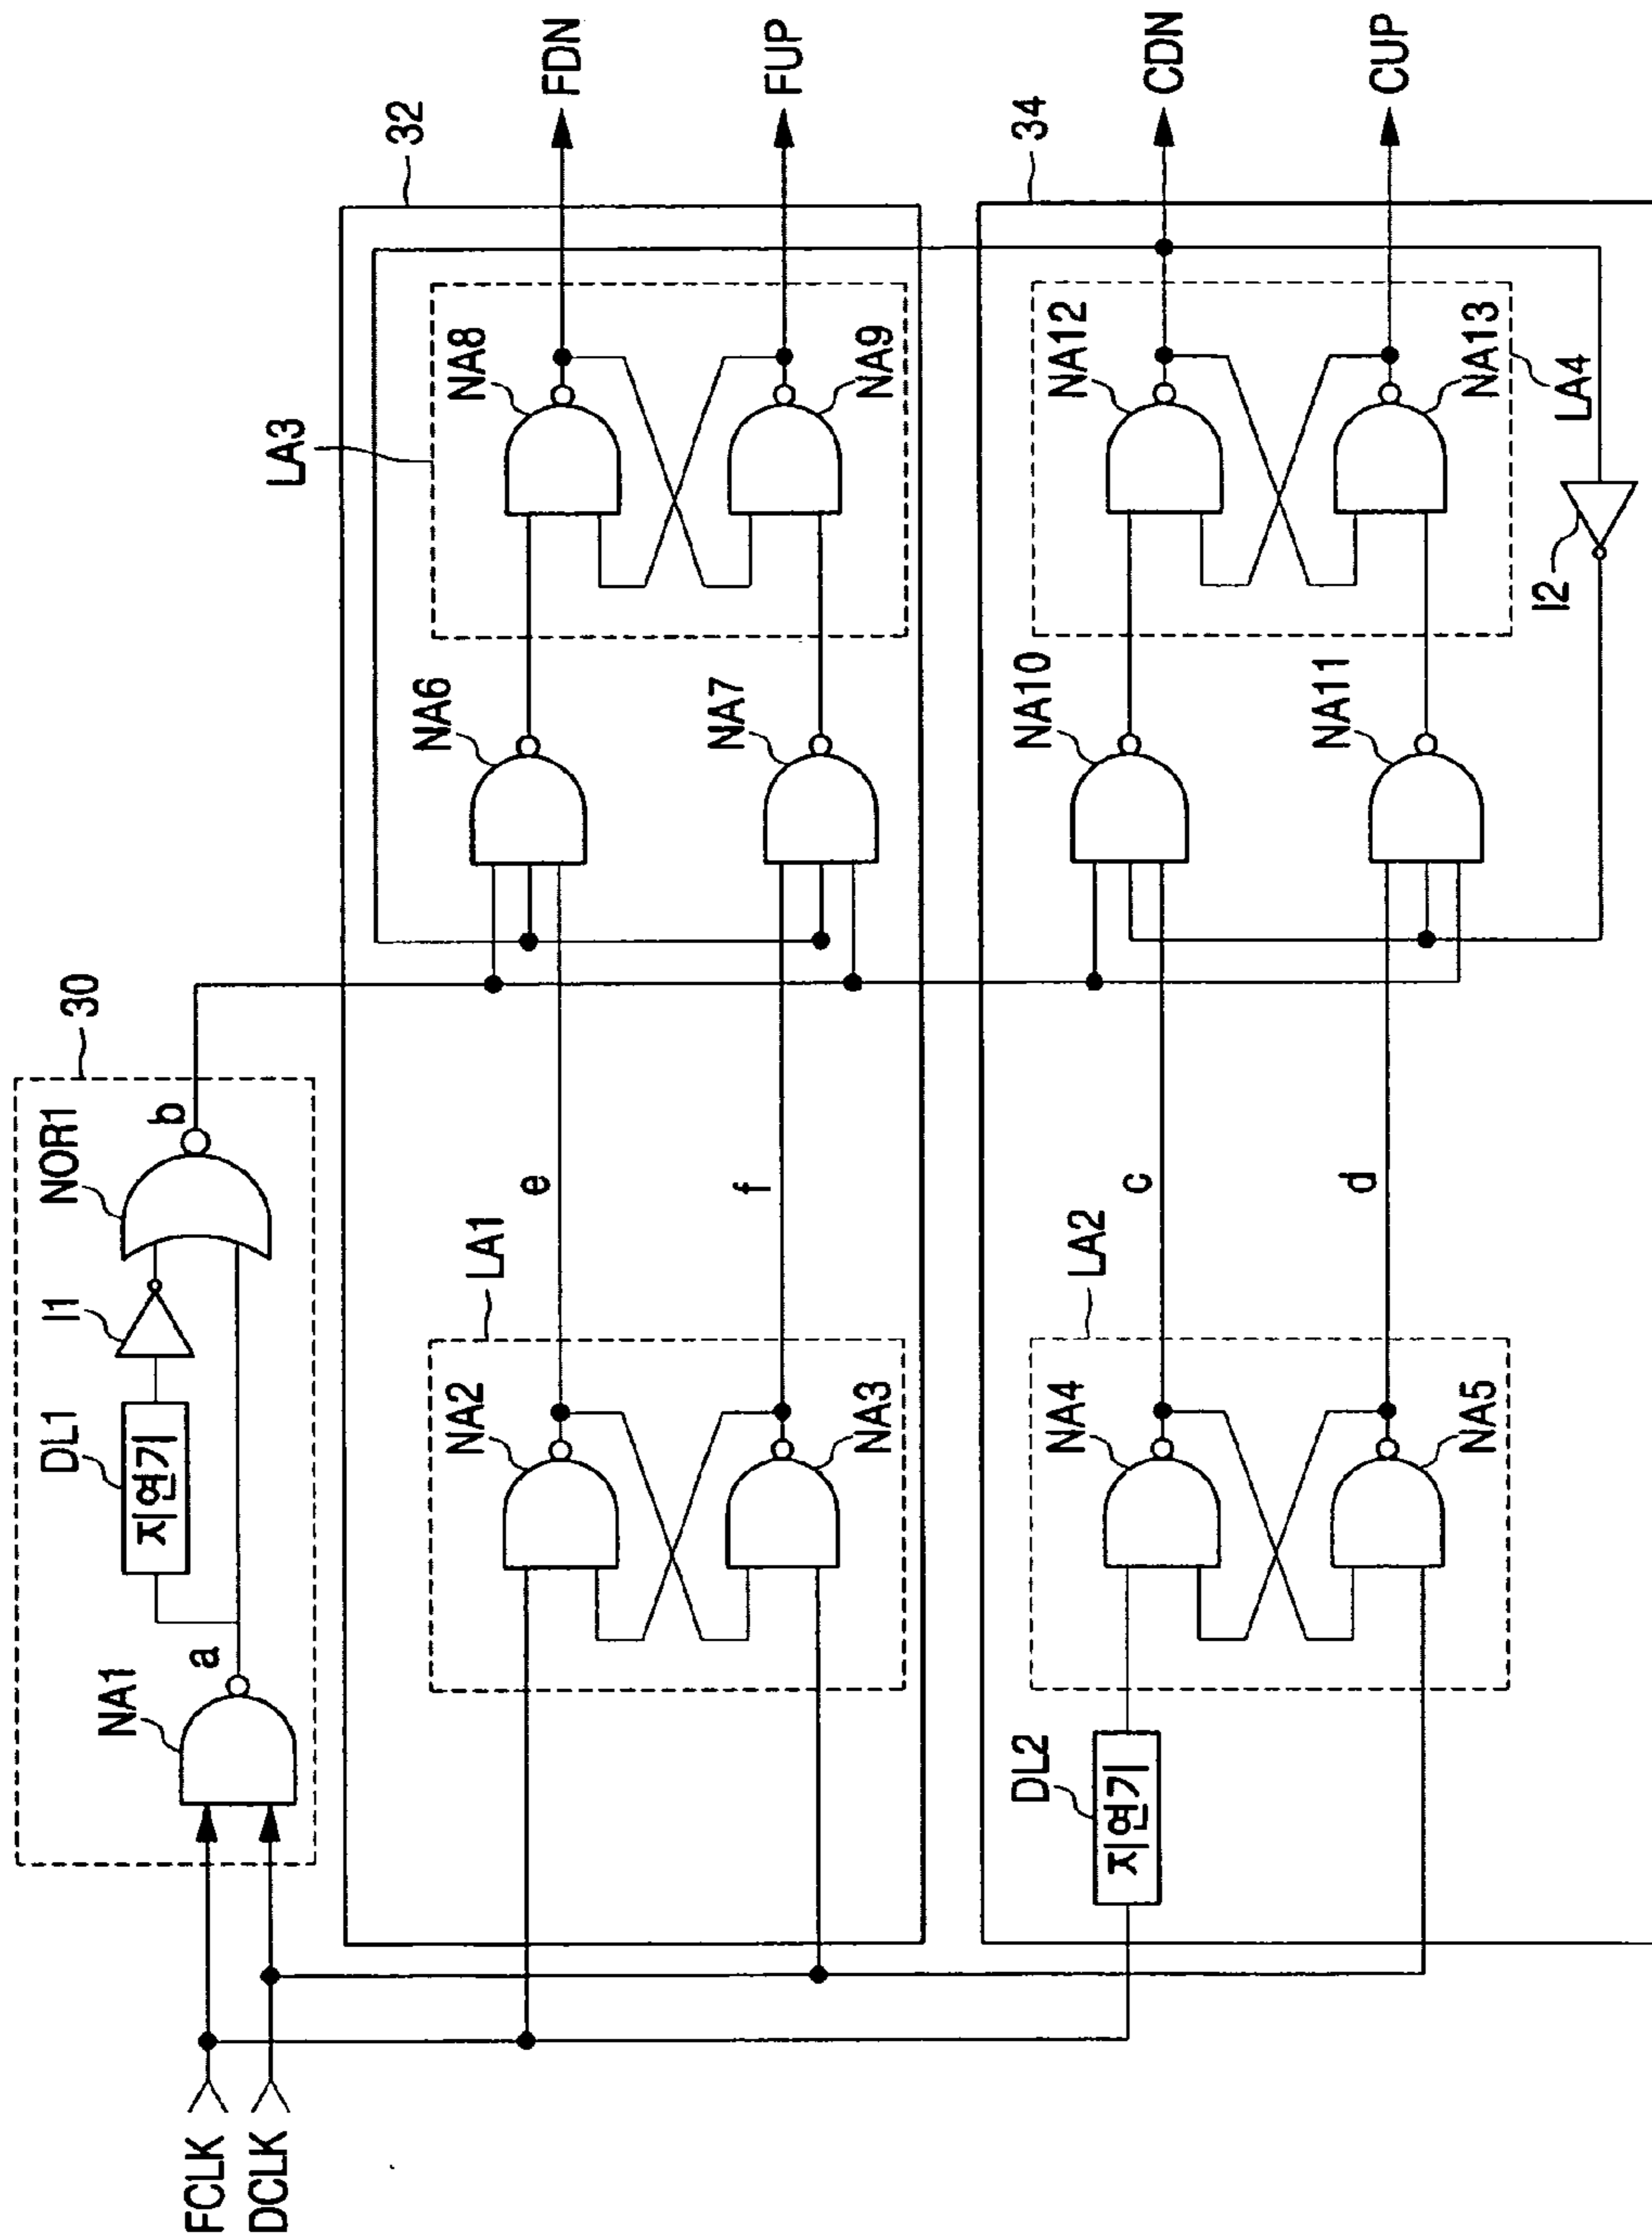 FCLK
DCLK
NA1
a
DL1
지연기
I1
NOR1
b
30
LA1
NA2
NA3
e
f
NA6
NA7
LA3
NA8
NA9
32
FDN
FUP
DL2
지연기
LA2
NA4
NA5
c
d
NA10
NA11
NA12
NA13
LA4
I2
34
CDN
CUP